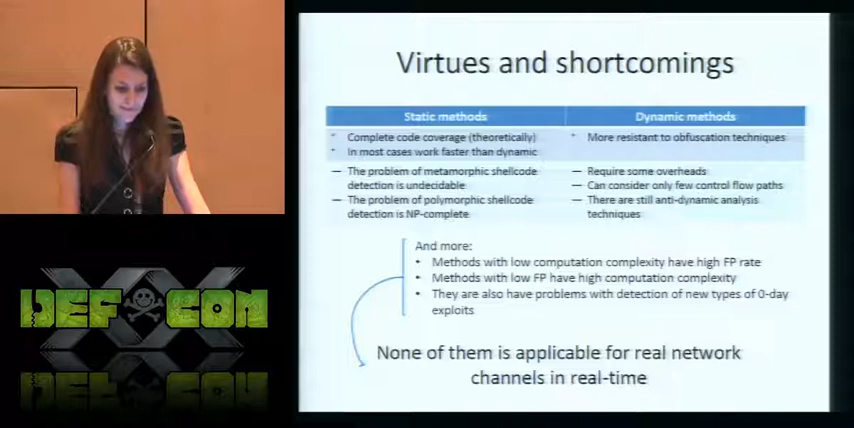 Virtues and shortcomings
Static methods
Dynamic methods
+ Complete code coverage (theoretically)
+ In most cases work faster than dynamic
+ More resistant to obfuscation techniques
— The problem of metamorphic shellcode
detection is undecidable
— The problem of polymorphic shellcode
detection is NP-complete
— Require some overheads
— Can consider only few control flow paths
— There are still anti-dynamic analysis
techniques
And more:
• Methods with low computation complexity have high FP rate
• Methods with low FP have high computation complexity
• They are also have problems with detection of new types of 0-day
exploits
None of them is applicable for real network
channels in real-time
XX
DEF CON